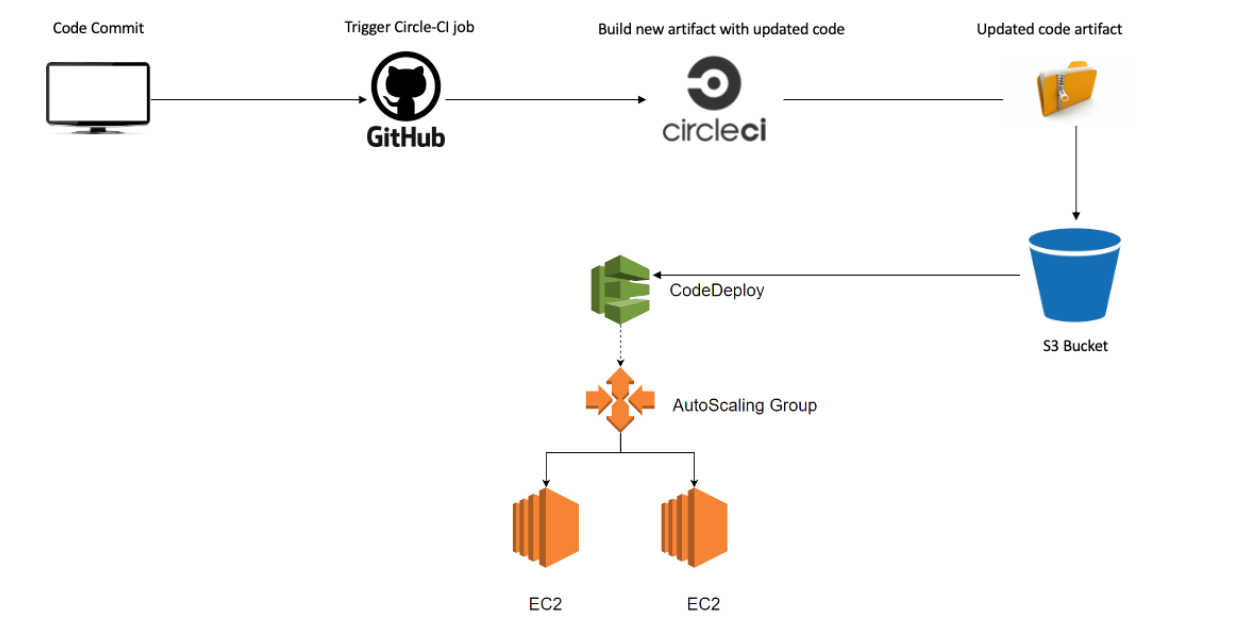 Code Commit
Trigger Circle-CI job
Build new artifact with updated code
Updated code artifact
GitHub
circleci
CodeDeploy
S3 Bucket
AutoScaling Group
EC2
EC2